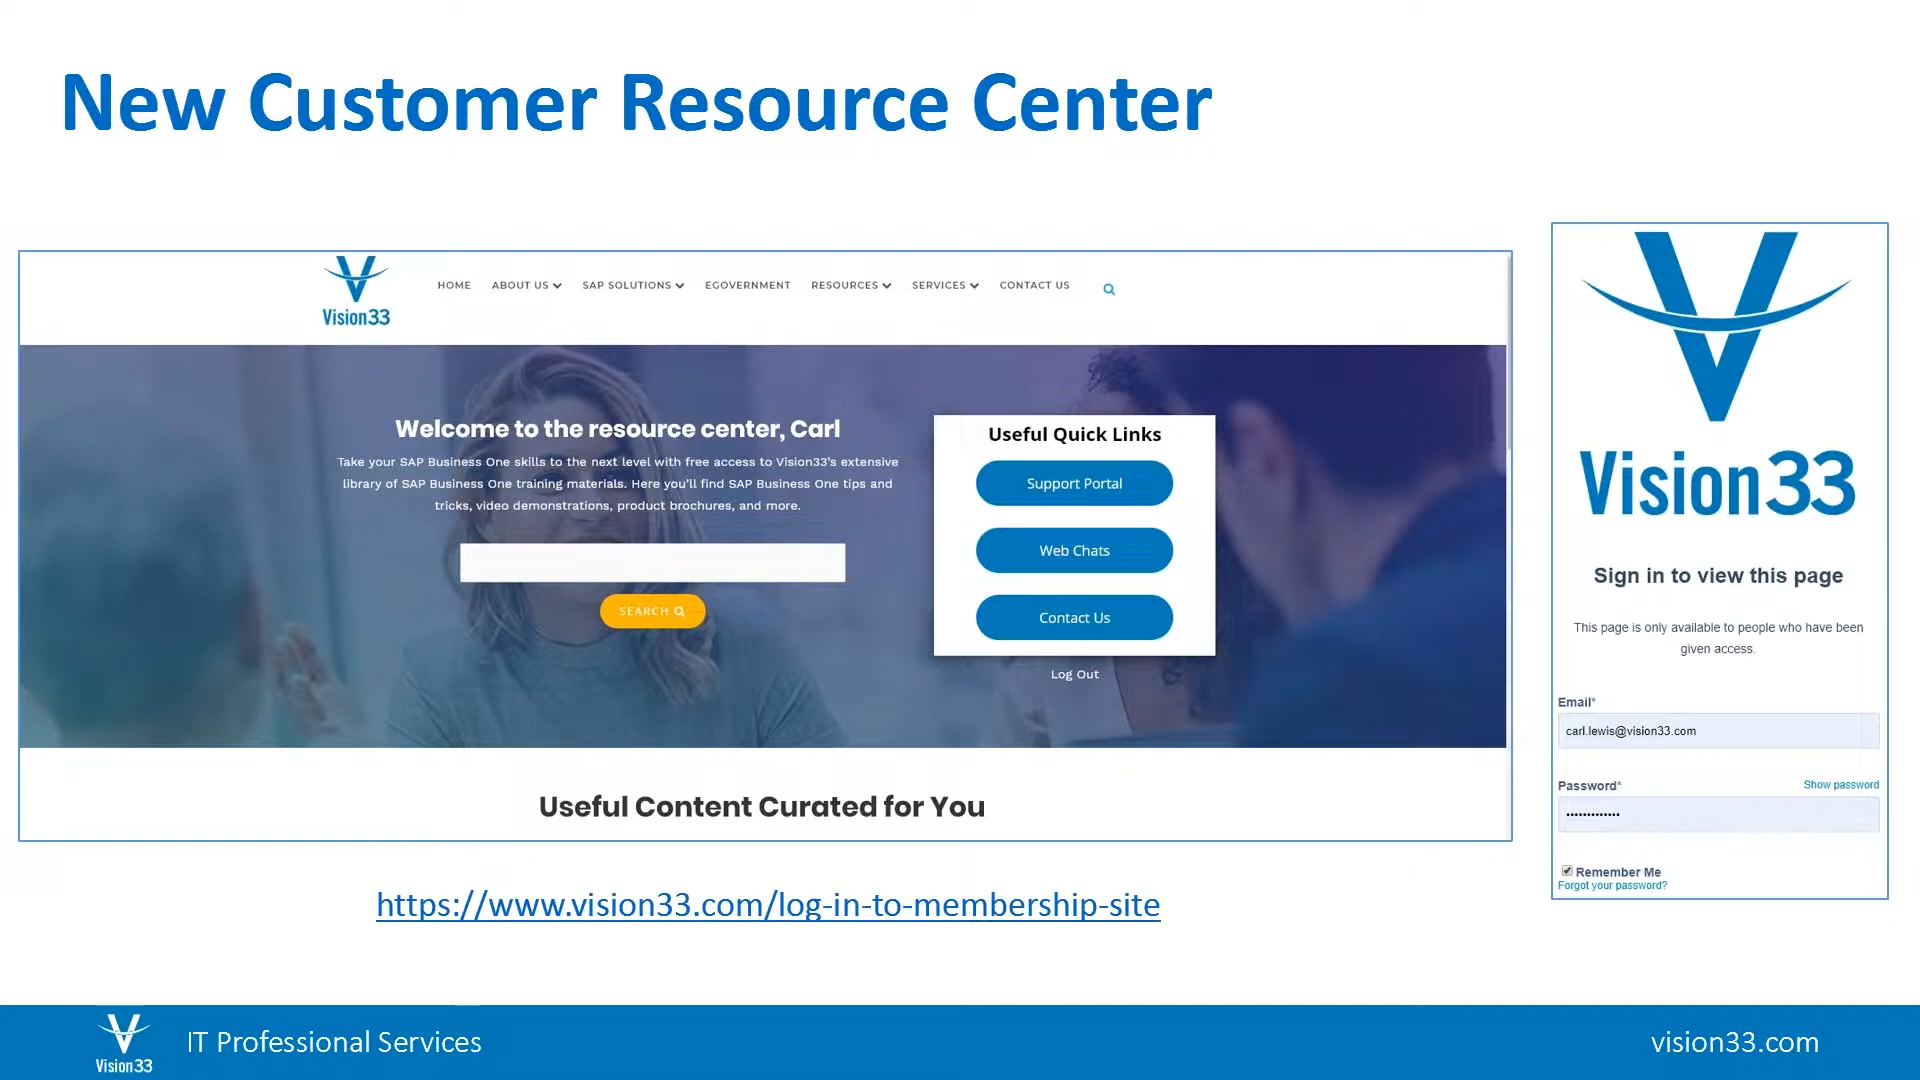 New Customer Resource Center
Vision33
HOME ABOUT US SAP SOLUTIONS EGOVERNMENT RESOURCES SERVICES CONTACT US
Welcome to the resource center, Carl
Take your SAP Business One skills to the next level with free access to Vision33's extensive
library of SAP Business One training materials. Here you'll find SAP Business One tips and
tricks, video demonstrations, product brochures, and more.
SEARCH
Useful Quick Links
Support Portal
Web Chats
Contact Us
Log Out
Useful Content Curated for You
Vision33
Sign in to view this page
This page is only available to people who have been
given access.
Email*
carl.lewis@vision33.com
Password* Show password
•••••••••••••
Remember Me
Forgot your password?
https://www.vision33.com/log-in-to-membership-site
Vision33
IT Professional Services
vision33.com